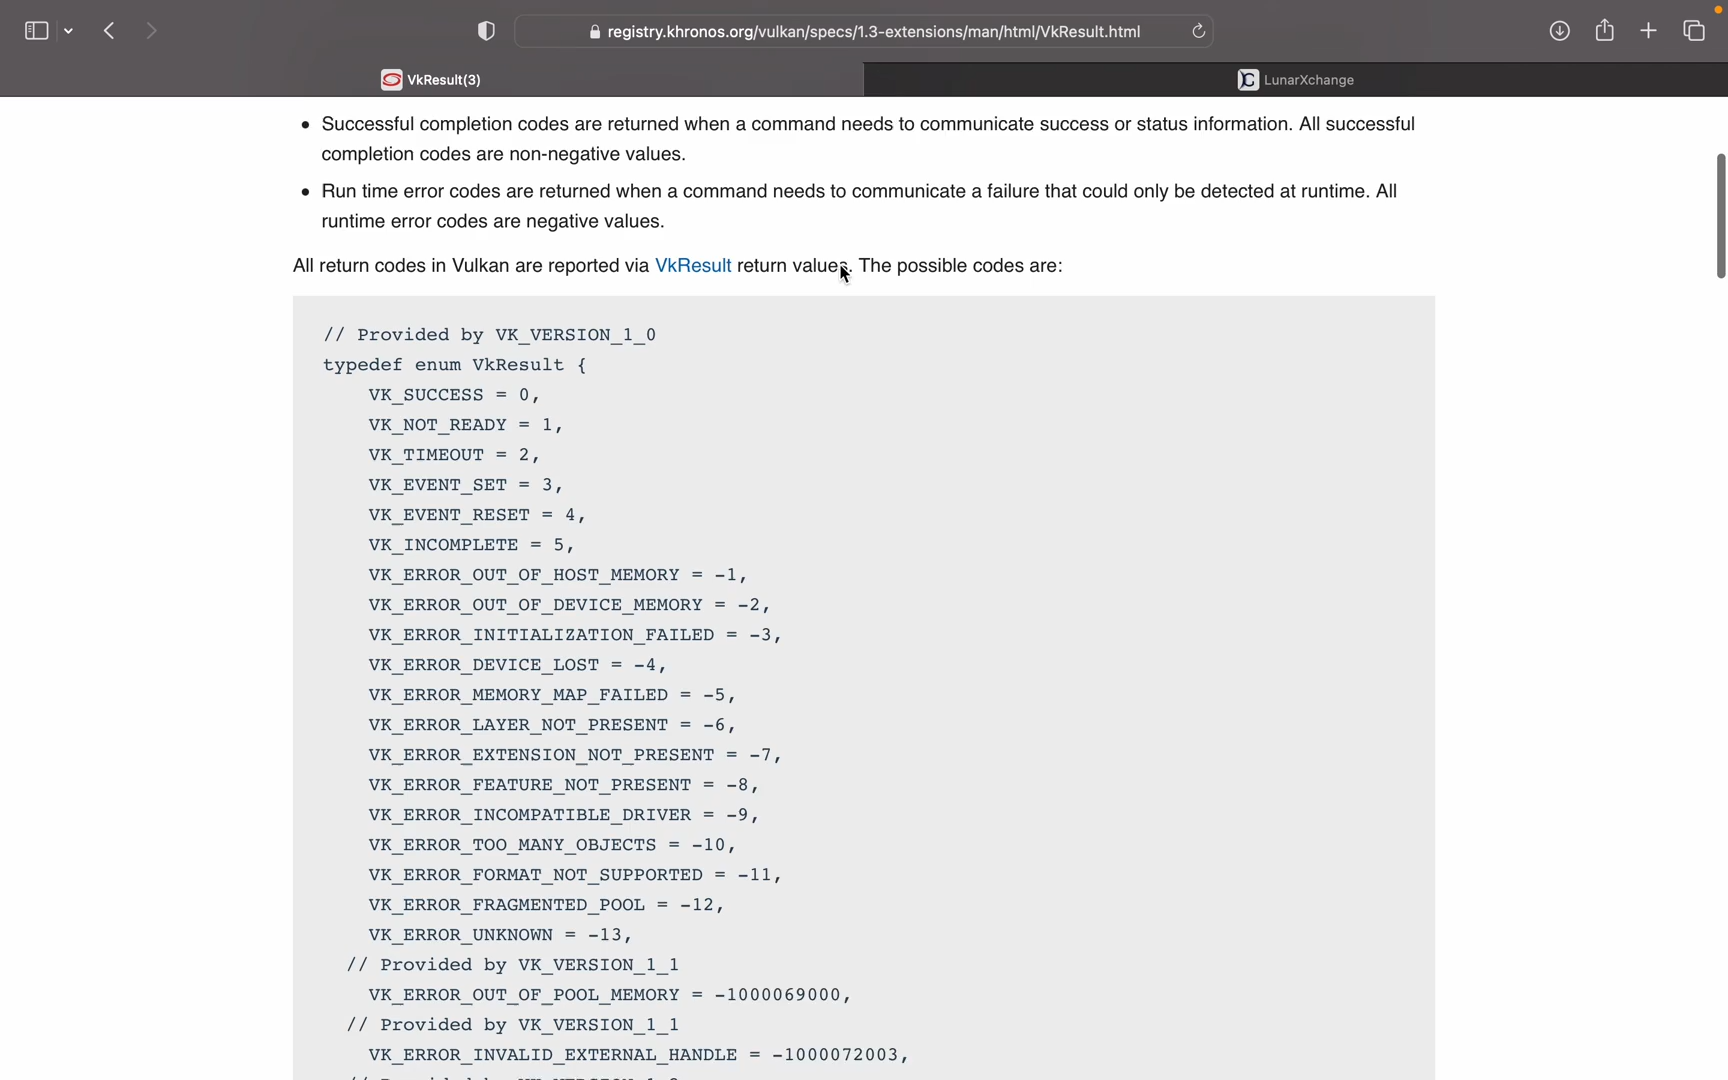 registry.khronos.org/vulkan/specs/1.3-extensions/man/html/VkResult.html
VkResult(3)
LunarXchange
• Successful completion codes are returned when a command needs to communicate success or status information. All successful
completion codes are non-negative values.
• Run time error codes are returned when a command needs to communicate a failure that could only be detected at runtime. All
runtime error codes are negative values.
All return codes in Vulkan are reported via VkResult return values. The possible codes are:
// Provided by VK_VERSION_1_0
typedef enum VkResult {
VK_SUCCESS = 0,
VK_NOT_READY = 1,
VK_TIMEOUT = 2,
VK_EVENT_SET = 3,
VK_EVENT_RESET = 4,
VK_INCOMPLETE = 5,
VK_ERROR_OUT_OF_HOST_MEMORY = -1,
VK_ERROR_OUT_OF_DEVICE_MEMORY = -2,
VK_ERROR_INITIALIZATION_FAILED = -3,
VK_ERROR_DEVICE_LOST = -4,
VK_ERROR_MEMORY_MAP_FAILED = -5,
VK_ERROR_LAYER_NOT_PRESENT = -6,
VK_ERROR_EXTENSION_NOT_PRESENT = -7,
VK_ERROR_FEATURE_NOT_PRESENT = -8,
VK_ERROR_INCOMPATIBLE_DRIVER = -9,
VK_ERROR_TOO_MANY_OBJECTS = -10,
VK_ERROR_FORMAT_NOT_SUPPORTED = -11,
VK_ERROR_FRAGMENTED_POOL = -12,
VK_ERROR_UNKNOWN = -13,
// Provided by VK_VERSION_1_1
VK_ERROR_OUT_OF_POOL_MEMORY = -1000069000,
// Provided by VK_VERSION_1_1
VK_ERROR_INVALID_EXTERNAL_HANDLE = -1000072003,